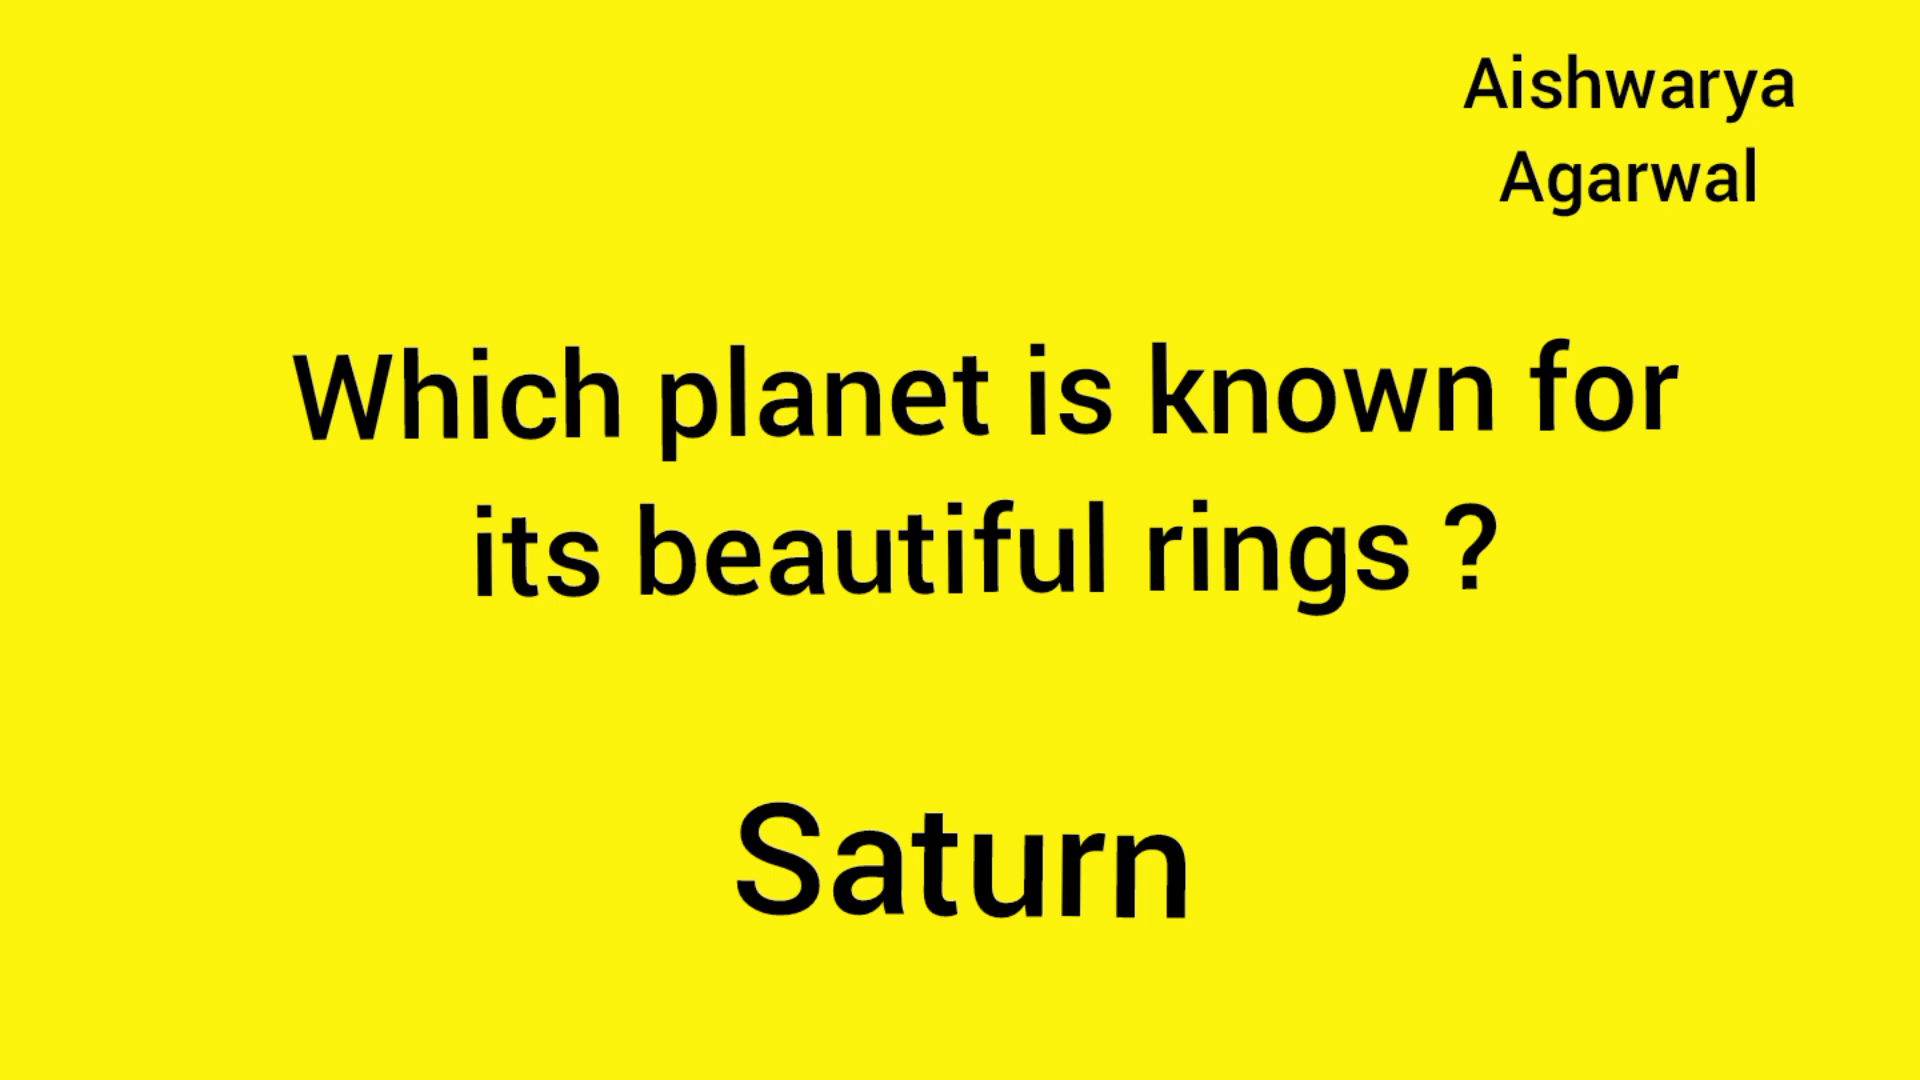 Aishwarya
Agarwal
Which planet is known for
its beautiful rings ?
Saturn